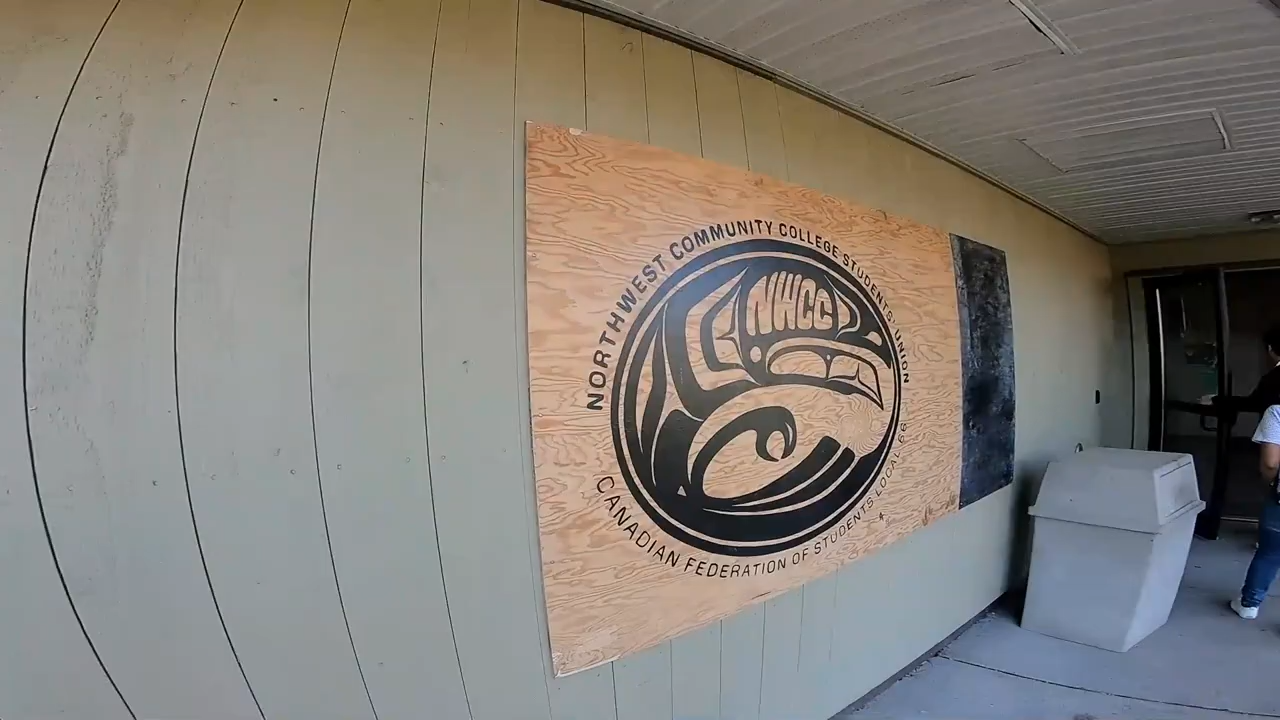 NORTHWEST COMMUNITY COLLEGE STUDENTS' UNION
NWCC
CANADIAN FEDERATION OF STUDENTS LOCAL 66